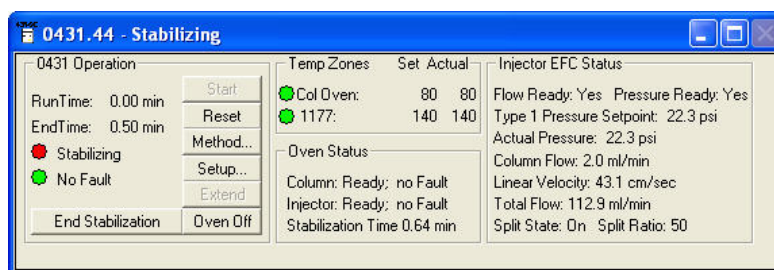 0431.44 - Stabilizing
0431 Operation
RunTime: 0.00 min
EndTime: 0.50 min
Stabilizing
No Fault
Start
Reset
Method...
Setup...
Extend
End Stabilization
Oven Off
Temp Zones Set Actual
Col Oven: 80 80
1177: 140 140
Oven Status
Column: Ready; no Fault
Injector: Ready; no Fault
Stabilization Time 0.64 min
Injector EFC Status
Flow Ready: Yes Pressure Ready: Yes
Type 1 Pressure Setpoint: 22.3 psi
Actual Pressure: 22.3 psi
Column Flow: 2.0 ml/min
Linear Velocity: 43.1 cm/sec
Total Flow: 112.9 ml/min
Split State: On Split Ratio: 50